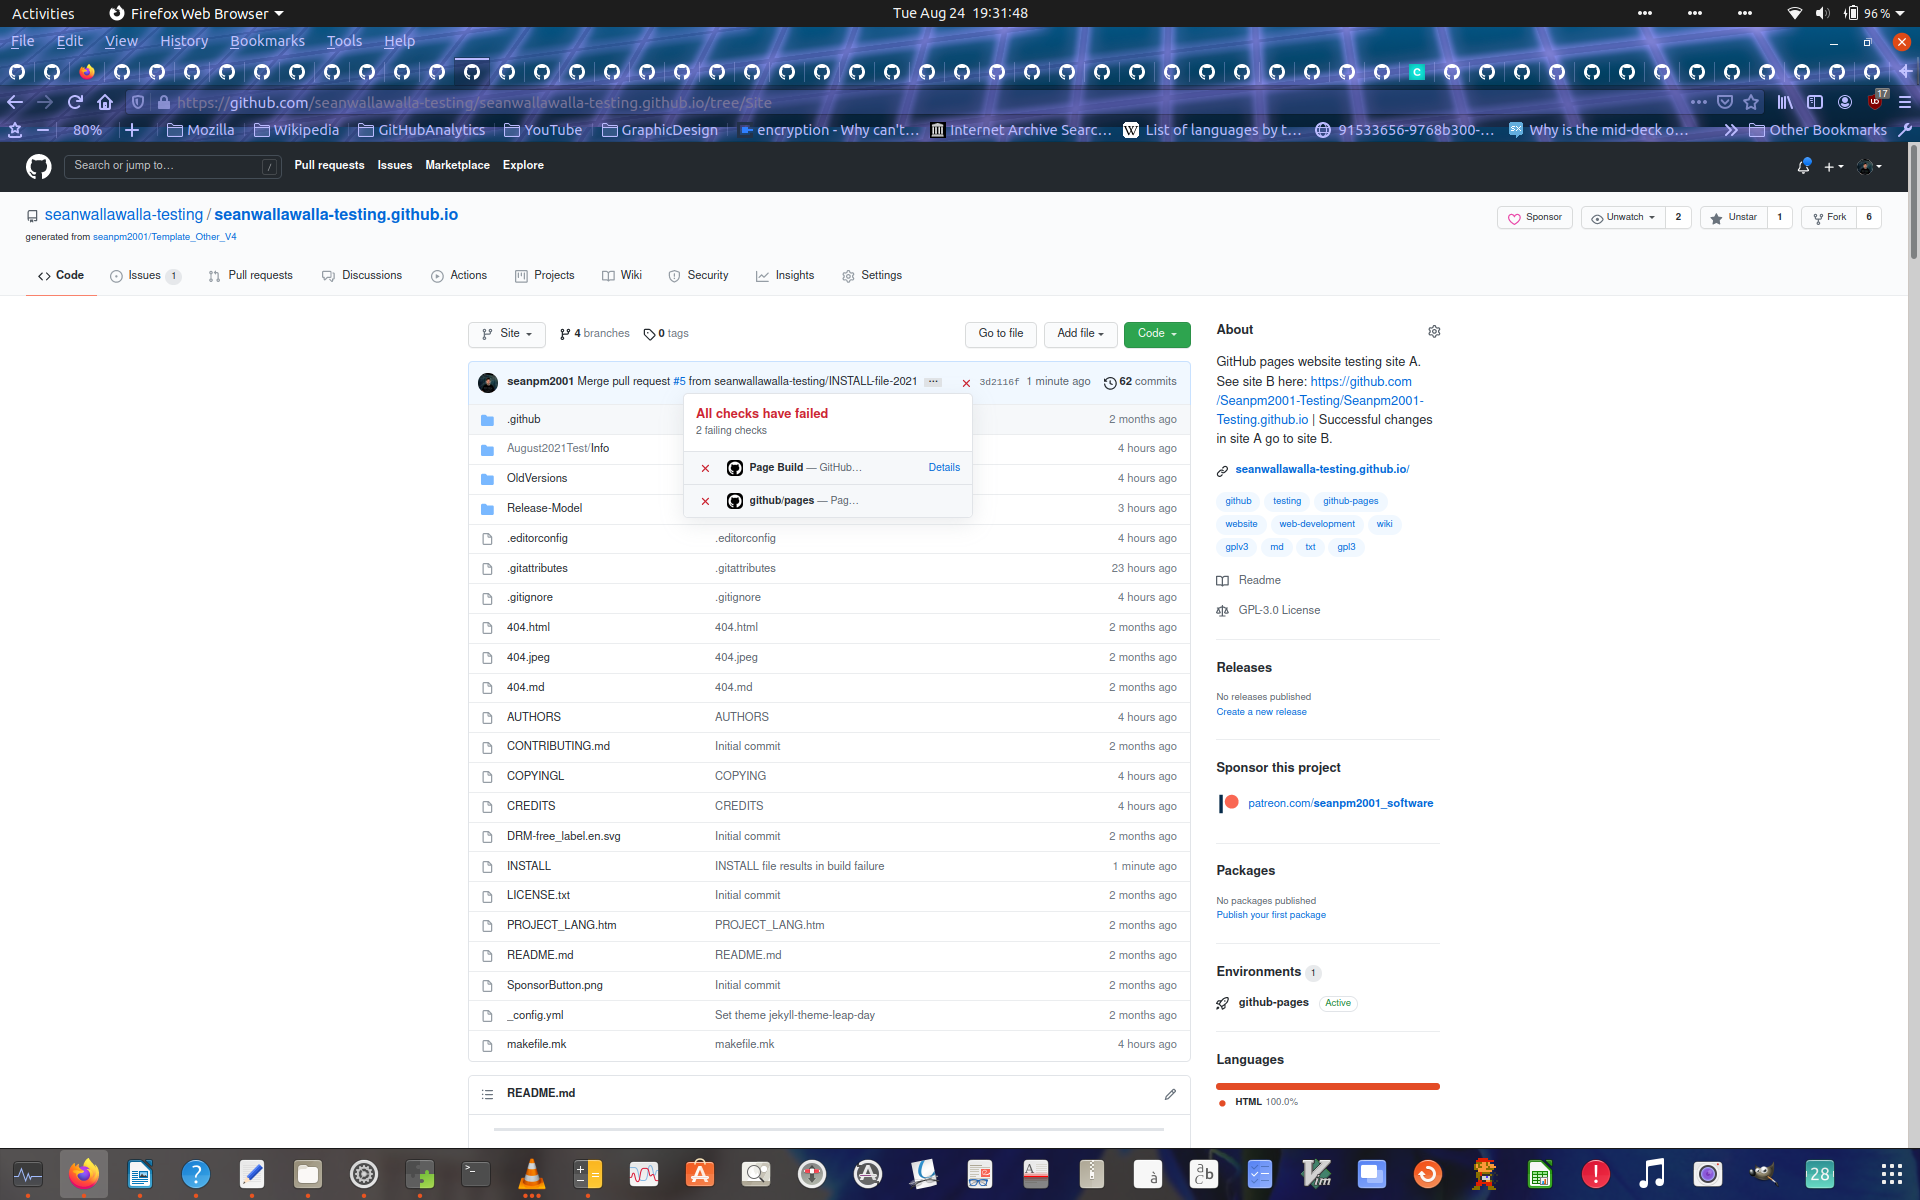 Activities
Firefox Web Browser
Tue Aug 24 19:31:48
96 %
File Edit View History Bookmarks Tools Help
https://github.com/seanwallawalla-testing/seanwallawalla-testing.github.io/tree/Site
17
80%
Mozilla Wikipedia GitHubAnalytics YouTube GraphicDesign encryption - Why can't… Internet Archive Searc… List of languages by t… 91533656-9768b300-… Why is the mid-deck o… Other Bookmarks
Search or jump to… /
Pull requests Issues Marketplace Explore
seanwallawalla-testing / seanwallawalla-testing.github.io
generated from seanpm2001/Template_Other_V4
Sponsor Unwatch 2 Unstar 1 Fork 6
Code Issues 1 Pull requests Discussions Actions Projects Wiki Security Insights Settings
Site 4 branches 0 tags Go to file Add file Code
seanpm2001 Merge pull request #5 from seanwallawalla-testing/INSTALL-file-2021 … 3d2116f 1 minute ago 62 commits
All checks have failed
2 failing checks
Page Build — GitHub… Details
github/pages — Pag…
.github 2 months ago
August2021Test/Info 4 hours ago
OldVersions 4 hours ago
Release-Model 3 hours ago
.editorconfig .editorconfig 4 hours ago
.gitattributes .gitattributes 23 hours ago
.gitignore .gitignore 4 hours ago
404.html 404.html 2 months ago
404.jpeg 404.jpeg 2 months ago
404.md 404.md 2 months ago
AUTHORS AUTHORS 4 hours ago
CONTRIBUTING.md Initial commit 2 months ago
COPYINGL COPYING 4 hours ago
CREDITS CREDITS 4 hours ago
DRM-free_label.en.svg Initial commit 2 months ago
INSTALL INSTALL file results in build failure 1 minute ago
LICENSE.txt Initial commit 2 months ago
PROJECT_LANG.htm PROJECT_LANG.htm 2 months ago
README.md README.md 2 months ago
SponsorButton.png Initial commit 2 months ago
_config.yml Set theme jekyll-theme-leap-day 2 months ago
makefile.mk makefile.mk 4 hours ago
README.md
About
GitHub pages website testing site A.
See site B here: https://github.com
/Seanpm2001-Testing/Seanpm2001-
Testing.github.io | Successful changes
in site A go to site B.
seanwallawalla-testing.github.io/
github testing github-pages
website web-development wiki
gplv3 md txt gpl3
Readme
GPL-3.0 License
Releases
No releases published
Create a new release
Sponsor this project
patreon.com/seanpm2001_software
Packages
No packages published
Publish your first package
Environments 1
github-pages Active
Languages
HTML 100.0%
28